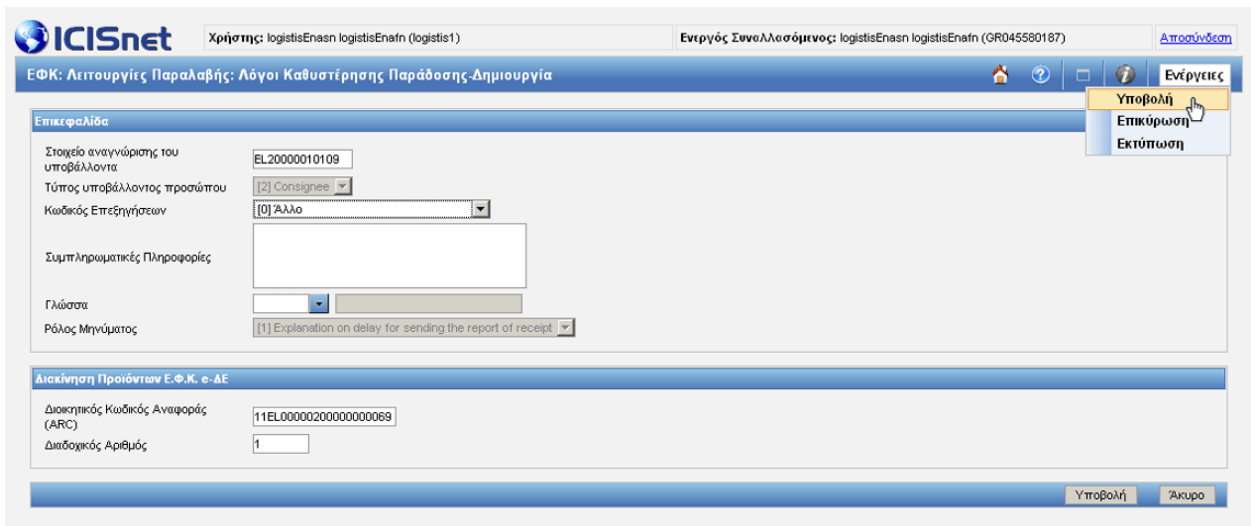 ICISnet
Χρήστης: logistisEnasn logistisEnafn (logistis1)
Ενεργός Συναλλασόμενος: logistisEnasn logistisEnafn (GR045580187)
Αποσύνδεση
ΕΦΚ: Λειτουργίες Παραλαβής: Λόγοι Καθυστέρησης Παράδοσης-Δημιουργία
Ενέργειες
Υποβολή
Επικύρωση
Εκτύπωση
Επικεφαλίδα
Στοιχείο αναγνώρισης του
υποβάλλοντα
EL20000010109
Τύπος υποβάλλοντος προσώπου
[2] Consignee
Κωδικός Επεξηγήσεων
[0] Άλλο
Συμπληρωματικές Πληροφορίες
Γλώσσα
Ρόλος Μηνύματος
[1] Explanation on delay for sending the report of receipt
Διακίνηση Προϊόντων Ε.Φ.Κ. e-ΔΕ
Διοικητικός Κωδικός Αναφοράς
(ARC)
11EL00000200000000069
Διαδοχικός Αριθμός
1
Υποβολή
Άκυρο